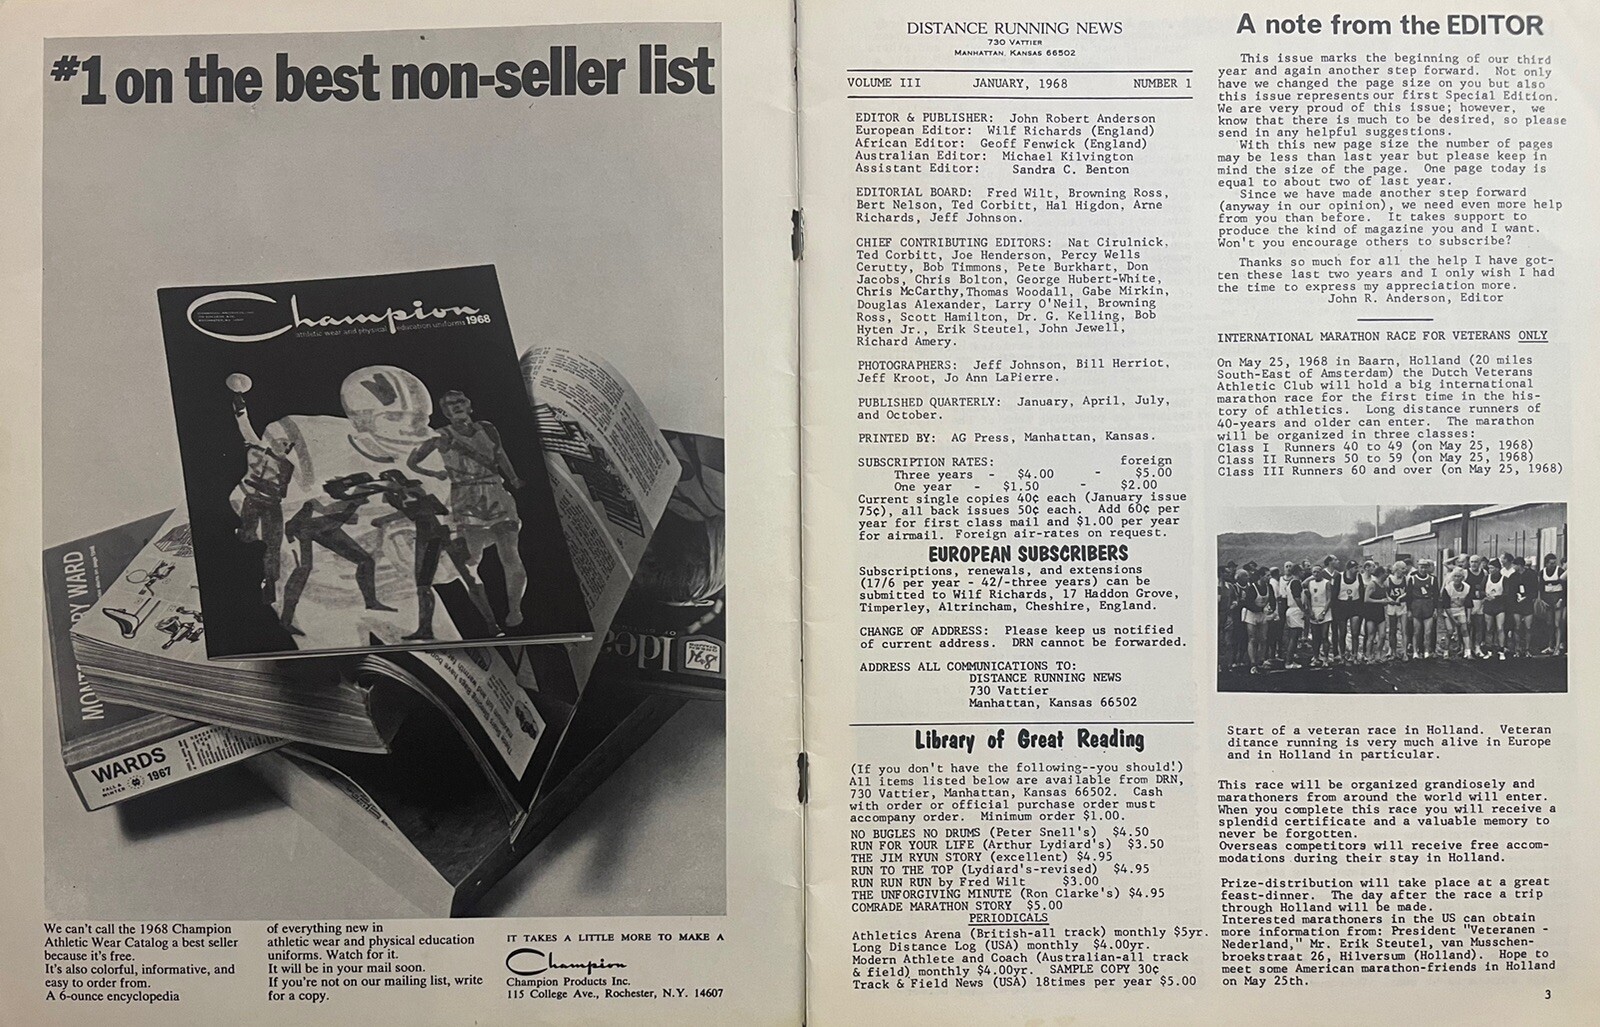 #1 on the best non-seller list
Champion
athletic wear and physical education uniforms 1968
MONTGOMERY WARD
WARDS
FALL & WINTER 1967
We can't call the 1968 Champion
Athletic Wear Catalog a best seller
because it's free.
It's also colorful, informative, and
easy to order from.
A 6-ounce encyclopedia
of everything new in
athletic wear and physical education
uniforms. Watch for it.
It will be in your mail soon.
If you're not on our mailing list, write
for a copy.
IT TAKES A LITTLE MORE TO MAKE A
Champion
Champion Products Inc.
115 College Ave., Rochester, N.Y. 14607
DISTANCE RUNNING NEWS
730 VATTIER
MANHATTAN, KANSAS 66502
VOLUME III JANUARY, 1968 NUMBER 1
EDITOR & PUBLISHER: John Robert Anderson
European Editor: Wilf Richards (England)
African Editor: Geoff Fenwick (England)
Australian Editor: Michael Kilvington
Assistant Editor: Sandra C. Benton
EDITORIAL BOARD: Fred Wilt, Browning Ross,
Bert Nelson, Ted Corbitt, Hal Higdon, Arne
Richards, Jeff Johnson.
CHIEF CONTRIBUTING EDITORS: Nat Cirulnick,
Ted Corbitt, Joe Henderson, Percy Wells
Cerutty, Bob Timmons, Pete Burkhart, Don
Jacobs, Chris Bolton, George Hubert-White,
Chris McCarthy, Thomas Woodall, Gabe Mirkin,
Douglas Alexander, Larry O'Neil, Browning
Ross, Scott Hamilton, Dr. G. Kelling, Bob
Hyten Jr., Erik Steutel, John Jewell,
Richard Amery.
PHOTOGRAPHERS: Jeff Johnson, Bill Herriot,
Jeff Kroot, Jo Ann LaPierre.
PUBLISHED QUARTERLY: January, April, July,
and October.
PRINTED BY: AG Press, Manhattan, Kansas.
SUBSCRIPTION RATES: foreign
Three years - $4.00 - $5.00
One year - $1.50 - $2.00
Current single copies 40¢ each (January issue
75¢), all back issues 50¢ each. Add 60¢ per
year for first class mail and $1.00 per year
for airmail. Foreign air-rates on request.
EUROPEAN SUBSCRIBERS
Subscriptions, renewals, and extensions
(17/6 per year - 42/-three years) can be
submitted to Wilf Richards, 17 Haddon Grove,
Timperley, Altrincham, Cheshire, England.
CHANGE OF ADDRESS: Please keep us notified
of current address. DRN cannot be forwarded.
ADDRESS ALL COMMUNICATIONS TO:
DISTANCE RUNNING NEWS
730 Vattier
Manhattan, Kansas 66502
Library of Great Reading
(If you don't have the following--you should!)
All items listed below are available from DRN,
730 Vattier, Manhattan, Kansas 66502. Cash
with order or official purchase order must
accompany order. Minimum order $1.00.
NO BUGLES NO DRUMS (Peter Snell's) $4.50
RUN FOR YOUR LIFE (Arthur Lydiard's) $3.50
THE JIM RYUN STORY (excellent) $4.95
RUN TO THE TOP (Lydiard's-revised) $4.95
RUN RUN RUN by Fred Wilt $3.00
THE UNFORGIVING MINUTE (Ron Clarke's) $4.95
COMRADE MARATHON STORY $5.00
PERIODICALS
Athletics Arena (British-all track) monthly $5yr.
Long Distance Log (USA) monthly $4.00yr.
Modern Athlete and Coach (Australian-all track
& field) monthly $4.00yr. SAMPLE COPY 30¢
Track & Field News (USA) 18times per year $5.00
A note from the EDITOR
This issue marks the beginning of our third
year and again another step forward. Not only
have we changed the page size on you but also
this issue represents our first Special Edition.
We are very proud of this issue; however, we
know that there is much to be desired, so please
send in any helpful suggestions.
With this new page size the number of pages
may be less than last year but please keep in
mind the size of the page. One page today is
equal to about two of last year.
Since we have made another step forward
(anyway in our opinion), we need even more help
from you than before. It takes support to
produce the kind of magazine you and I want.
Won't you encourage others to subscribe?
Thanks so much for all the help I have got-
ten these last two years and I only wish I had
the time to express my appreciation more.
John R. Anderson, Editor
INTERNATIONAL MARATHON RACE FOR VETERANS ONLY
On May 25, 1968 in Baarn, Holland (20 miles
South-East of Amsterdam) the Dutch Veterans
Athletic Club will hold a big international
marathon race for the first time in the his-
tory of athletics. Long distance runners of
40-years and older can enter. The marathon
will be organized in three classes:
Class I Runners 40 to 49 (on May 25, 1968)
Class II Runners 50 to 59 (on May 25, 1968)
Class III Runners 60 and over (on May 25, 1968)
Start of a veteran race in Holland. Veteran
ditance running is very much alive in Europe
and in Holland in particular.
This race will be organized grandiosely and
marathoners from around the world will enter.
When you complete this race you will receive a
splendid certificate and a valuable memory to
never be forgotten.
Overseas competitors will receive free accom-
modations during their stay in Holland.
Prize-distribution will take place at a great
feast-dinner. The day after the race a trip
through Holland will be made.
Interested marathoners in the US can obtain
more information from: President "Veteranen -
Nederland," Mr. Erik Steutel, van Musschen-
broekstraat 26, Hilversum (Holland). Hope to
meet some American marathon-friends in Holland
on May 25th.
3